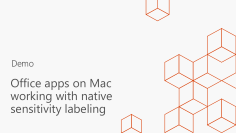 Demo
Office apps on Mac
working with native
sensitivity labeling